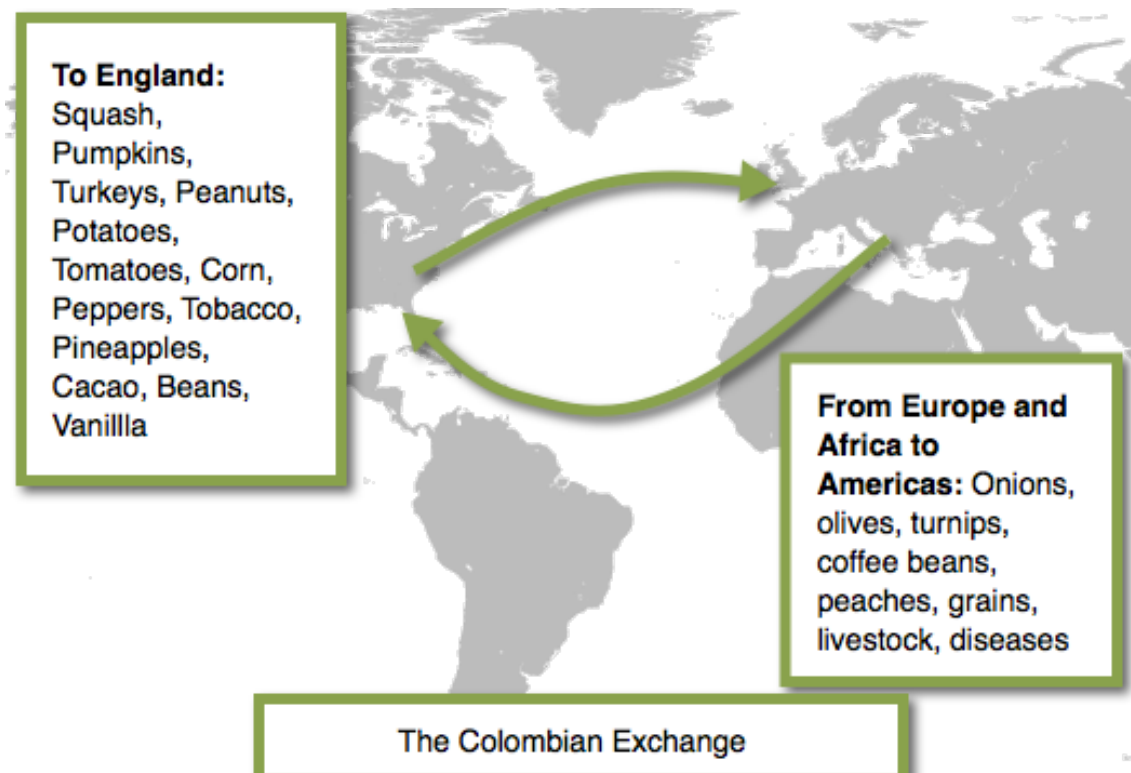 To England:
Squash,
Pumpkins,
Turkeys, Peanuts,
Potatoes,
Tomatoes, Corn,
Peppers, Tobacco,
Pineapples,
Cacao, Beans,
Vanillla
From Europe and
Africa to
Americas: Onions,
olives, turnips,
coffee beans,
peaches, grains,
livestock, diseases
The Colombian Exchange